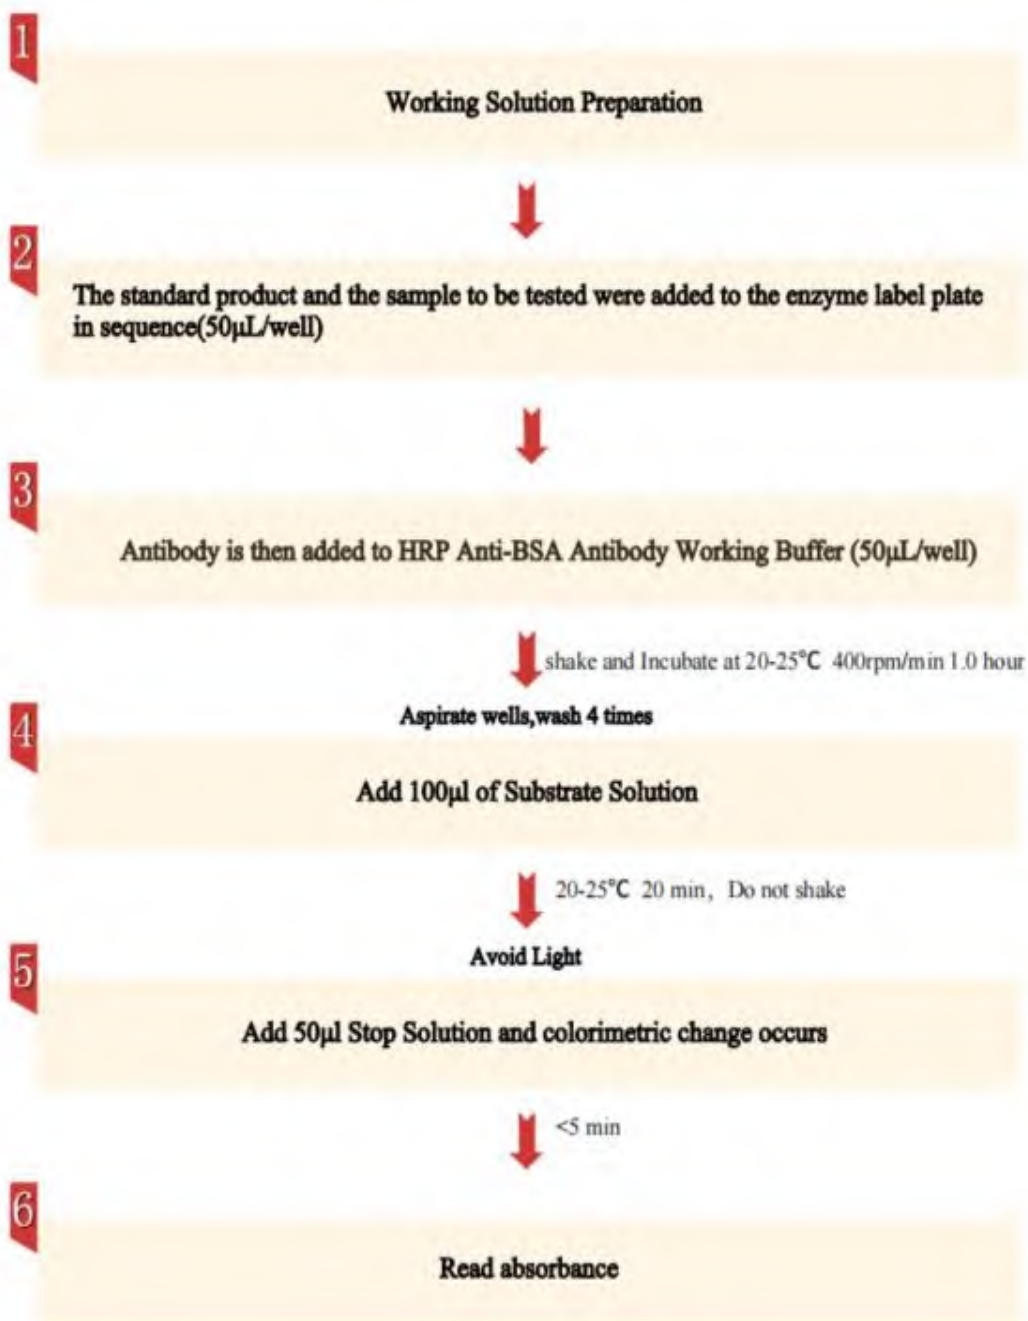 1
Working Solution Preparation
2
The standard product and the sample to be tested were added to the enzyme label plate
in sequence(50μL/well)
3
Antibody is then added to HRP Anti-BSA Antibody Working Buffer (50μL/well)
shake and Incubate at 20-25℃ 400rpm/min 1.0 hour
4
Aspirate wells,wash 4 times
Add 100μl of Substrate Solution
20-25℃ 20 min, Do not shake
5
Avoid Light
Add 50μl Stop Solution and colorimetric change occurs
<5 min
6
Read absorbance